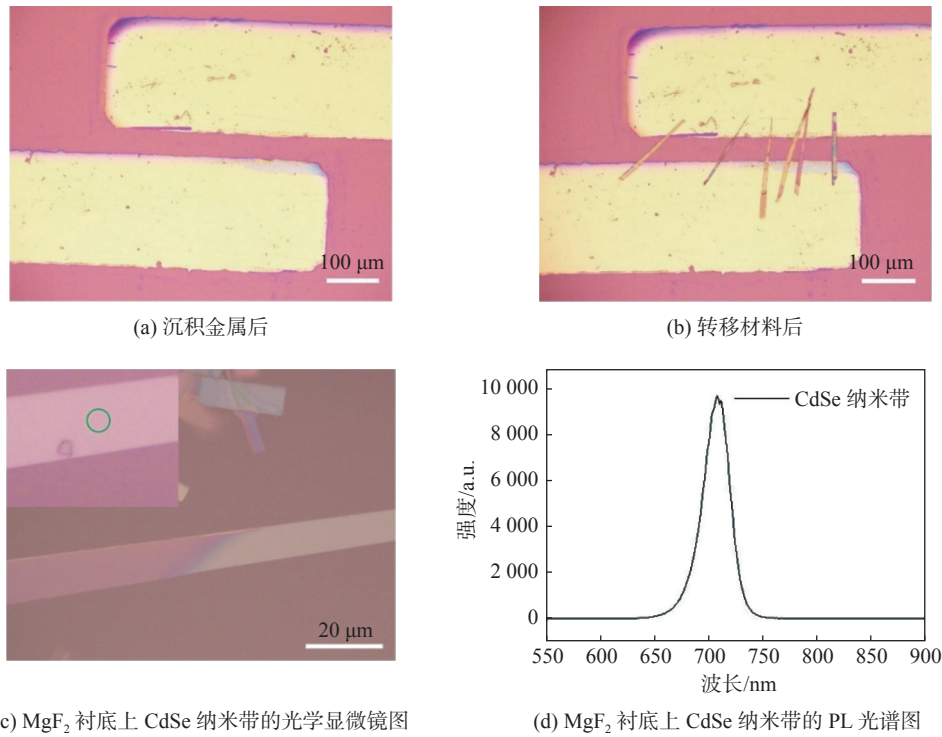 100 μm
100 μm
(a) 沉积金属后
(b) 转移材料后
20 μm
10 000
8 000
6 000
4 000
2 000
0
强度/a.u.
CdSe 纳米带
550
600
650
700
750
800
850
900
波长/nm
c) MgF₂ 衬底上 CdSe 纳米带的光学显微镜图
(d) MgF₂ 衬底上 CdSe 纳米带的 PL 光谱图